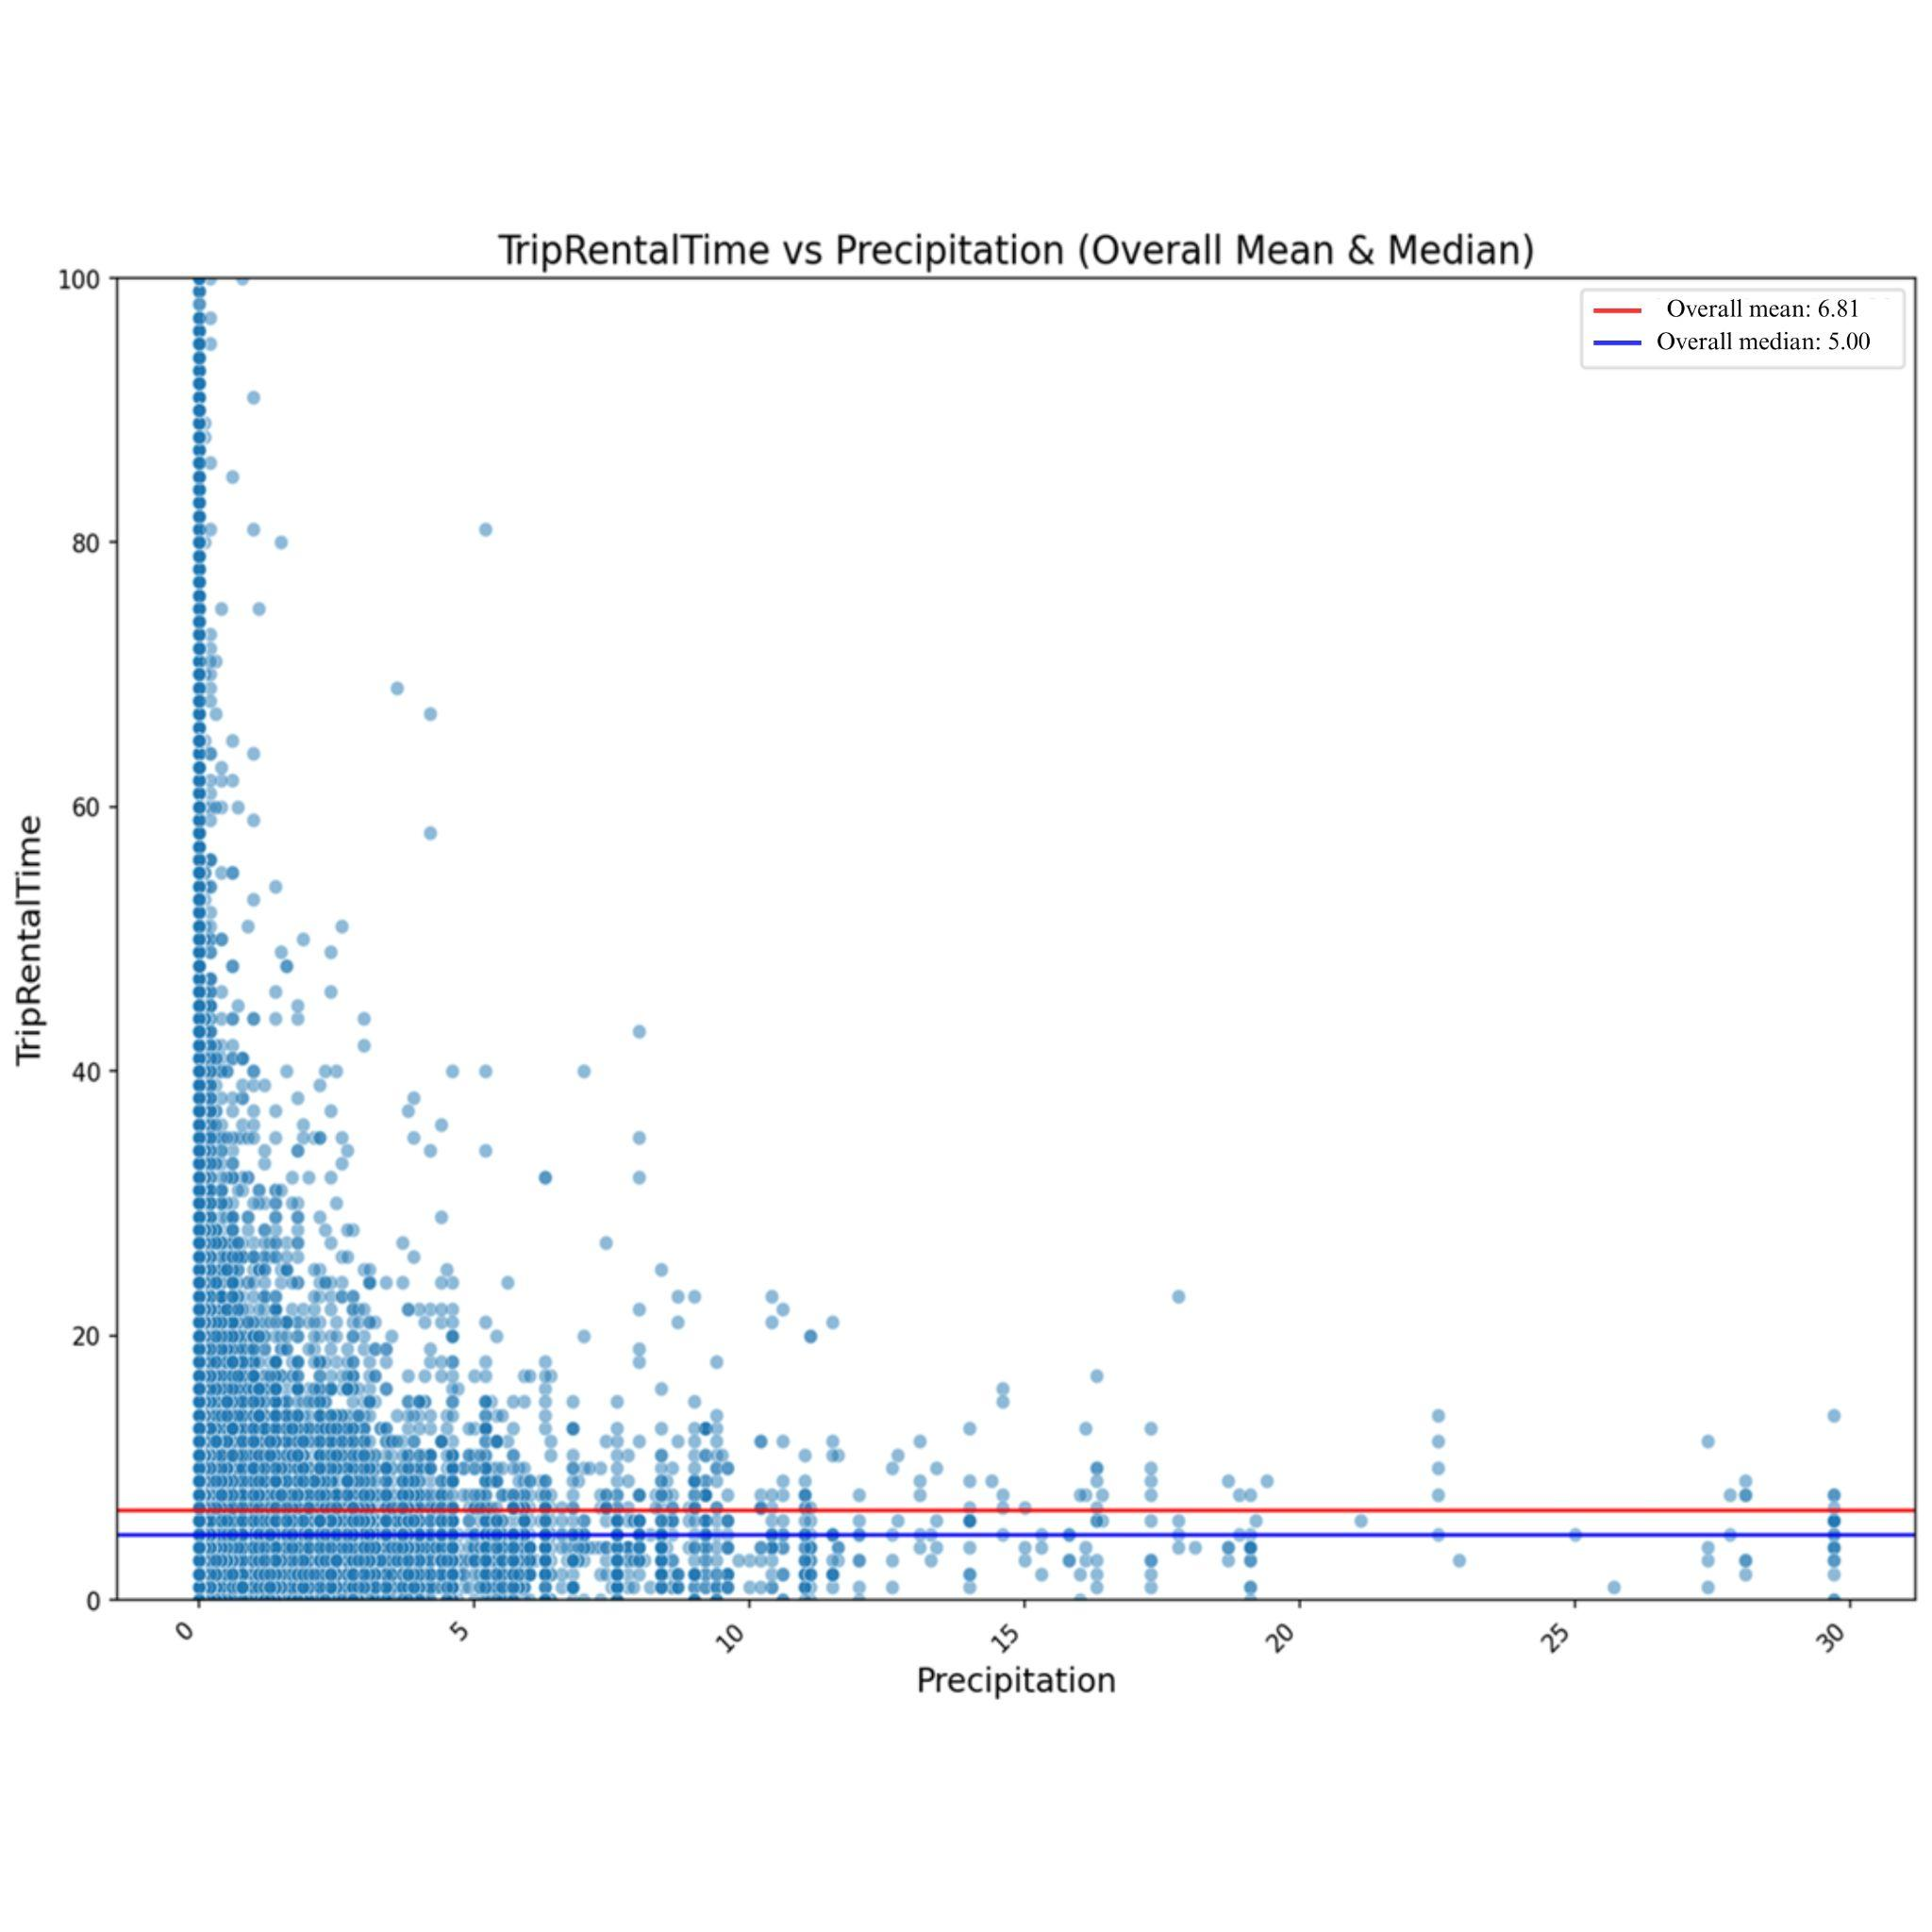 TripRentalTime vs Precipitation (Overall Mean & Median)
Overall mean: 6.81
Overall median: 5.00
100
80
60
40
20
0
TripRentalTime
0 5 10 15 20 25 30
Precipitation